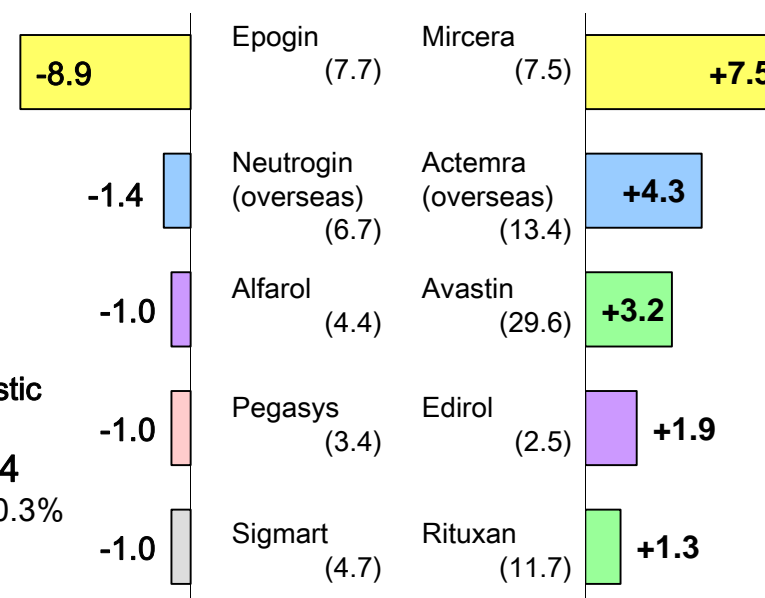 -8.9
Epogin
(7.7)
Mircera
(7.5)
+7.5
-1.4
Neutrogin
(overseas)
(6.7)
Actemra
(overseas)
(13.4)
+4.3
-1.0
Alfarol
(4.4)
Avastin
(29.6)
+3.2
stic
4
0.3%
-1.0
Pegasys
(3.4)
Edirol
(2.5)
+1.9
-1.0
Sigmart
(4.7)
Rituxan
(11.7)
+1.3